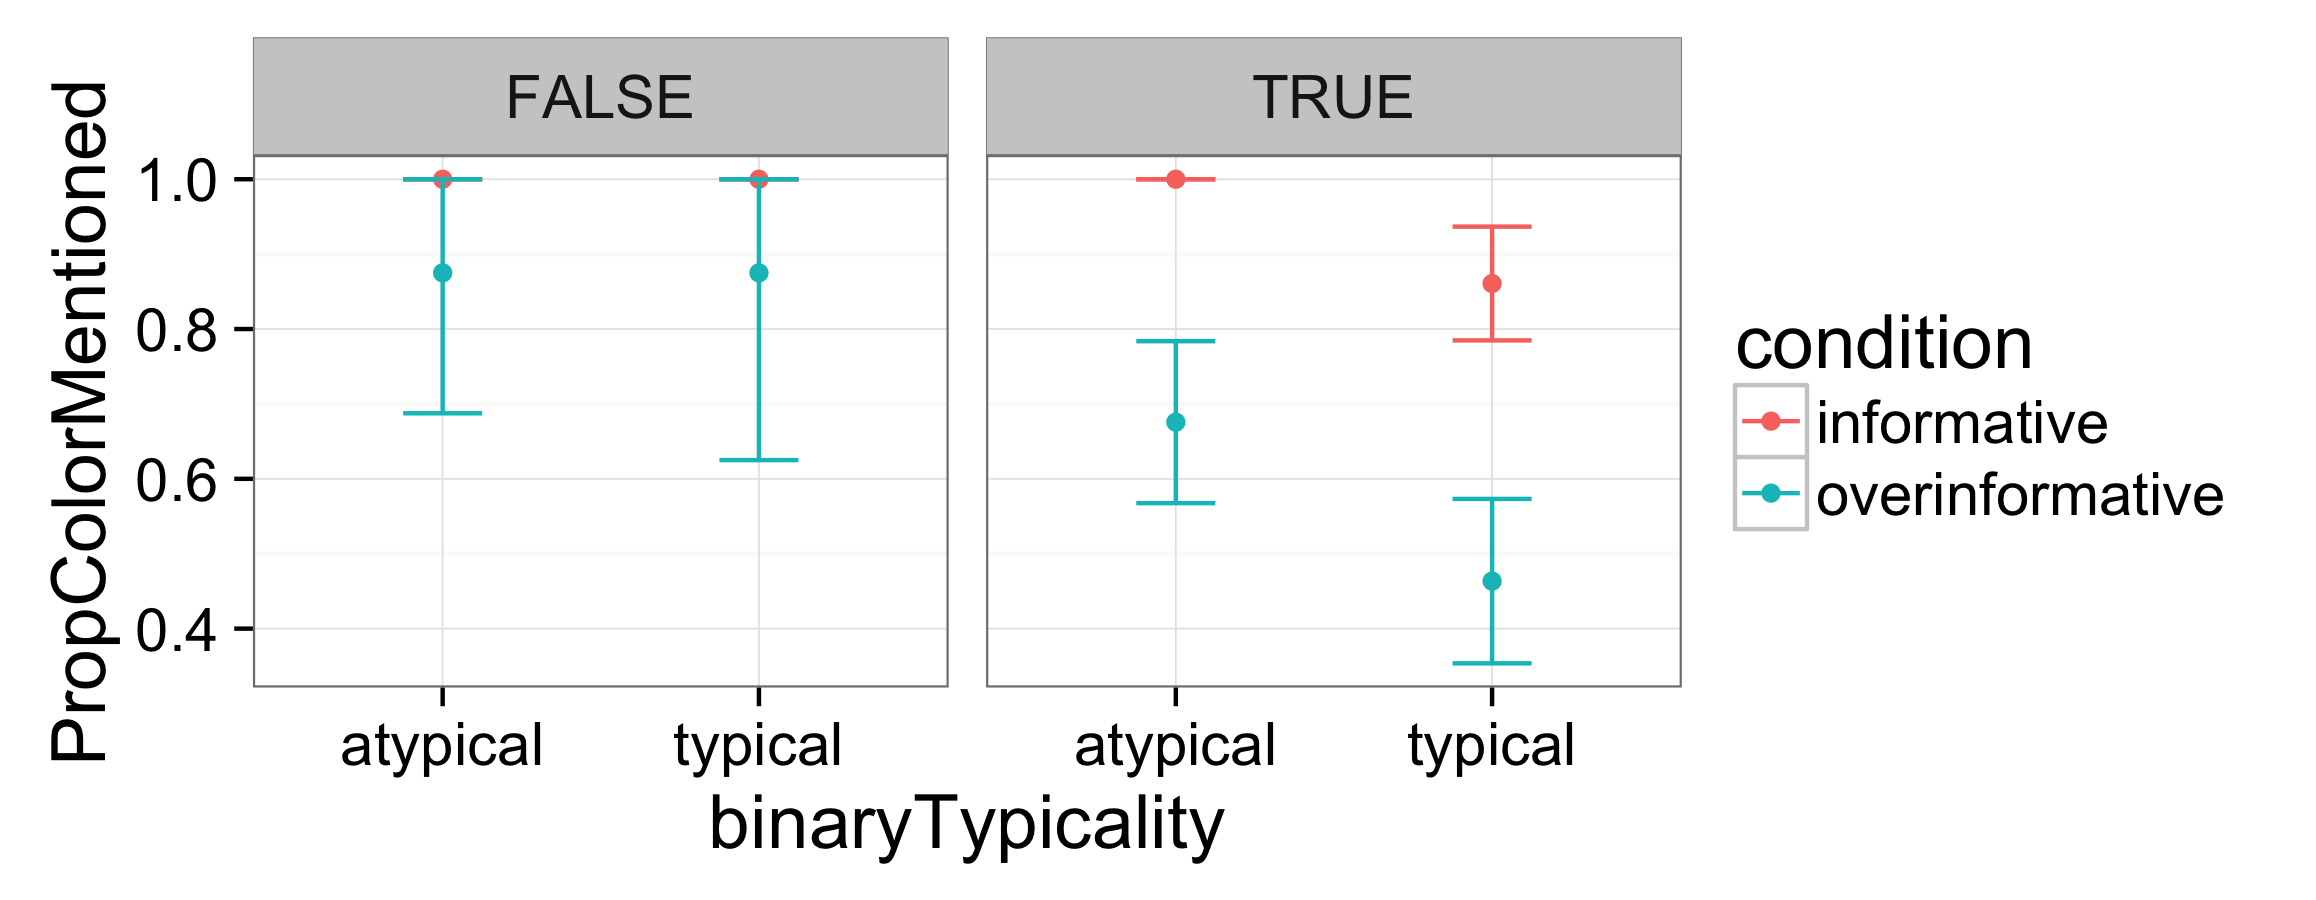 FALSE
TRUE
PropColorMentioned
1.0
0.8
0.6
0.4
atypical
typical
atypical
typical
binaryTypicality
condition
informative
overinformative